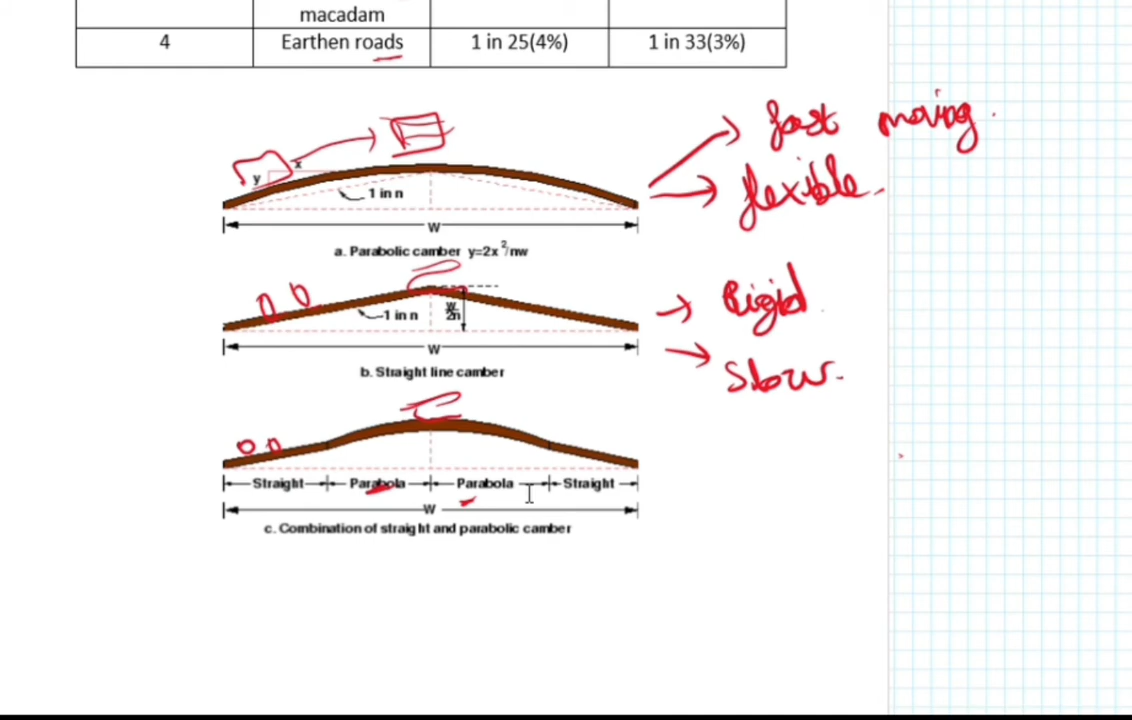 macadam
4 Earthen roads 1 in 25(4%) 1 in 33(3%)
fast moving.
x
y
flexible.
1 in n
W
a. Parabolic camber y=2x²/nw
Rigid
1 in n
W/2n
W
Slow.
b. Straight line camber
Straight Parabola Parabola Straight
W
c. Combination of straight and parabolic camber